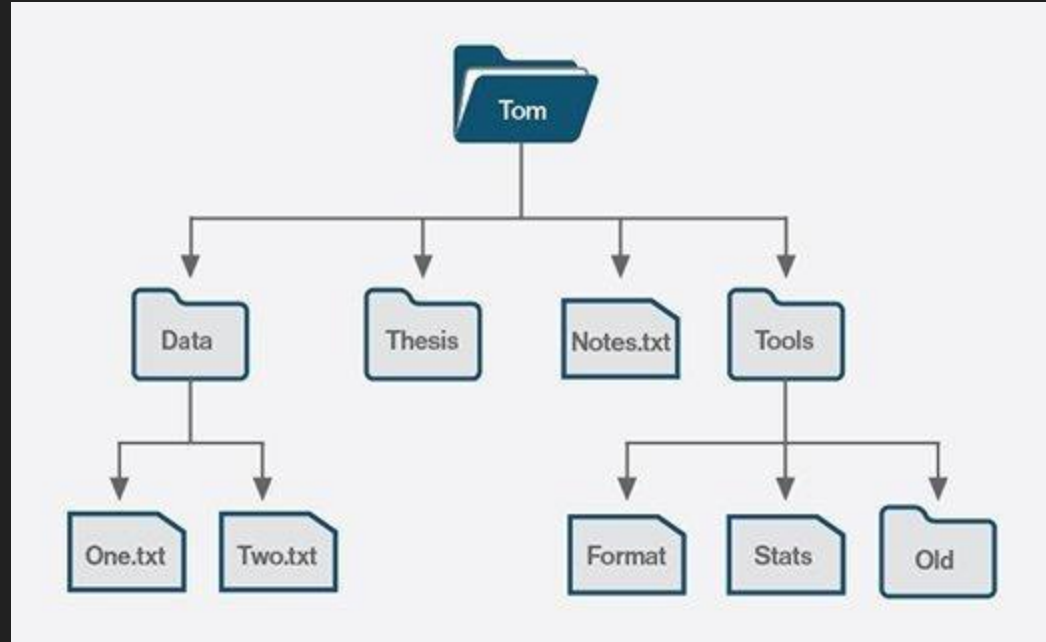 Tom
Data
Thesis
Notes.txt
Tools
One.txt
Two.txt
Format
Stats
Old